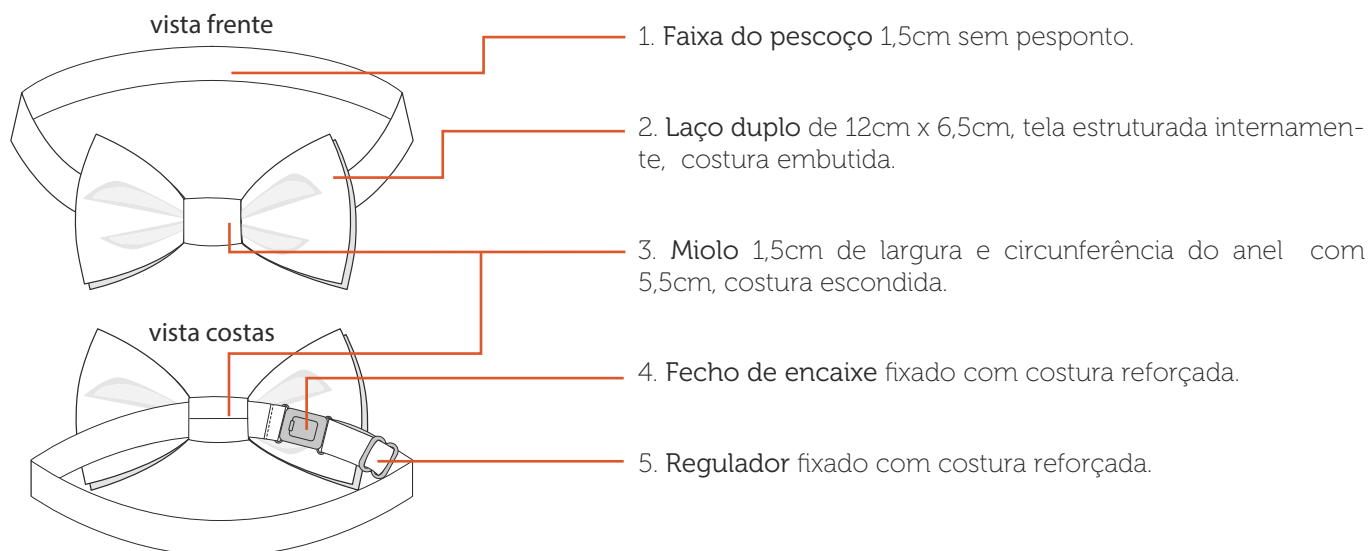 vista frente
1. Faixa do pescoço 1,5cm sem pesponto.
2. Laço duplo de 12cm x 6,5cm, tela estruturada internamen-
te, costura embutida.
3. Miolo 1,5cm de largura e circunferência do anel com
5,5cm, costura escondida.
vista costas
4. Fecho de encaixe fixado com costura reforçada.
5. Regulador fixado com costura reforçada.